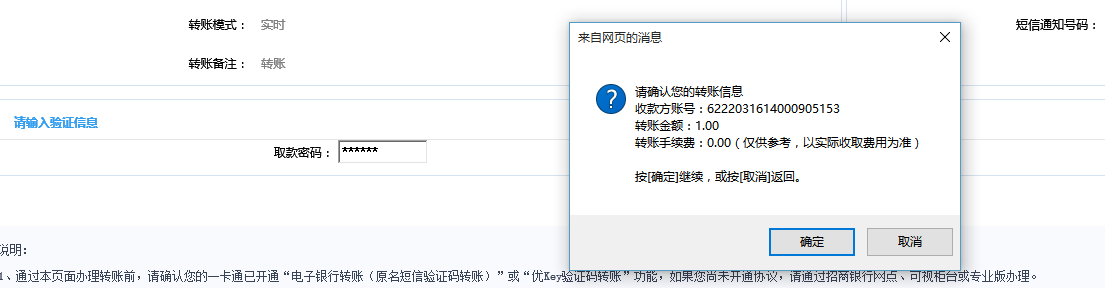 转账模式： 实时
短信通知号码：
转账备注： 转账
来自网页的消息
请确认您的转账信息
收款方账号：6222031614000905153
转账金额：1.00
转账手续费：0.00（仅供参考，以实际收取费用为准）
按[确定]继续，或按[取消]返回。
确定
取消
请输入验证信息
取款密码： ******
说明：
1、通过本页面办理转账前，请确认您的一卡通已开通“电子银行转账（原名短信验证码转账）”或“优Key验证码转账”功能，如果您尚未开通协议，请通过招商银行网点、可视柜台或专业版办理。